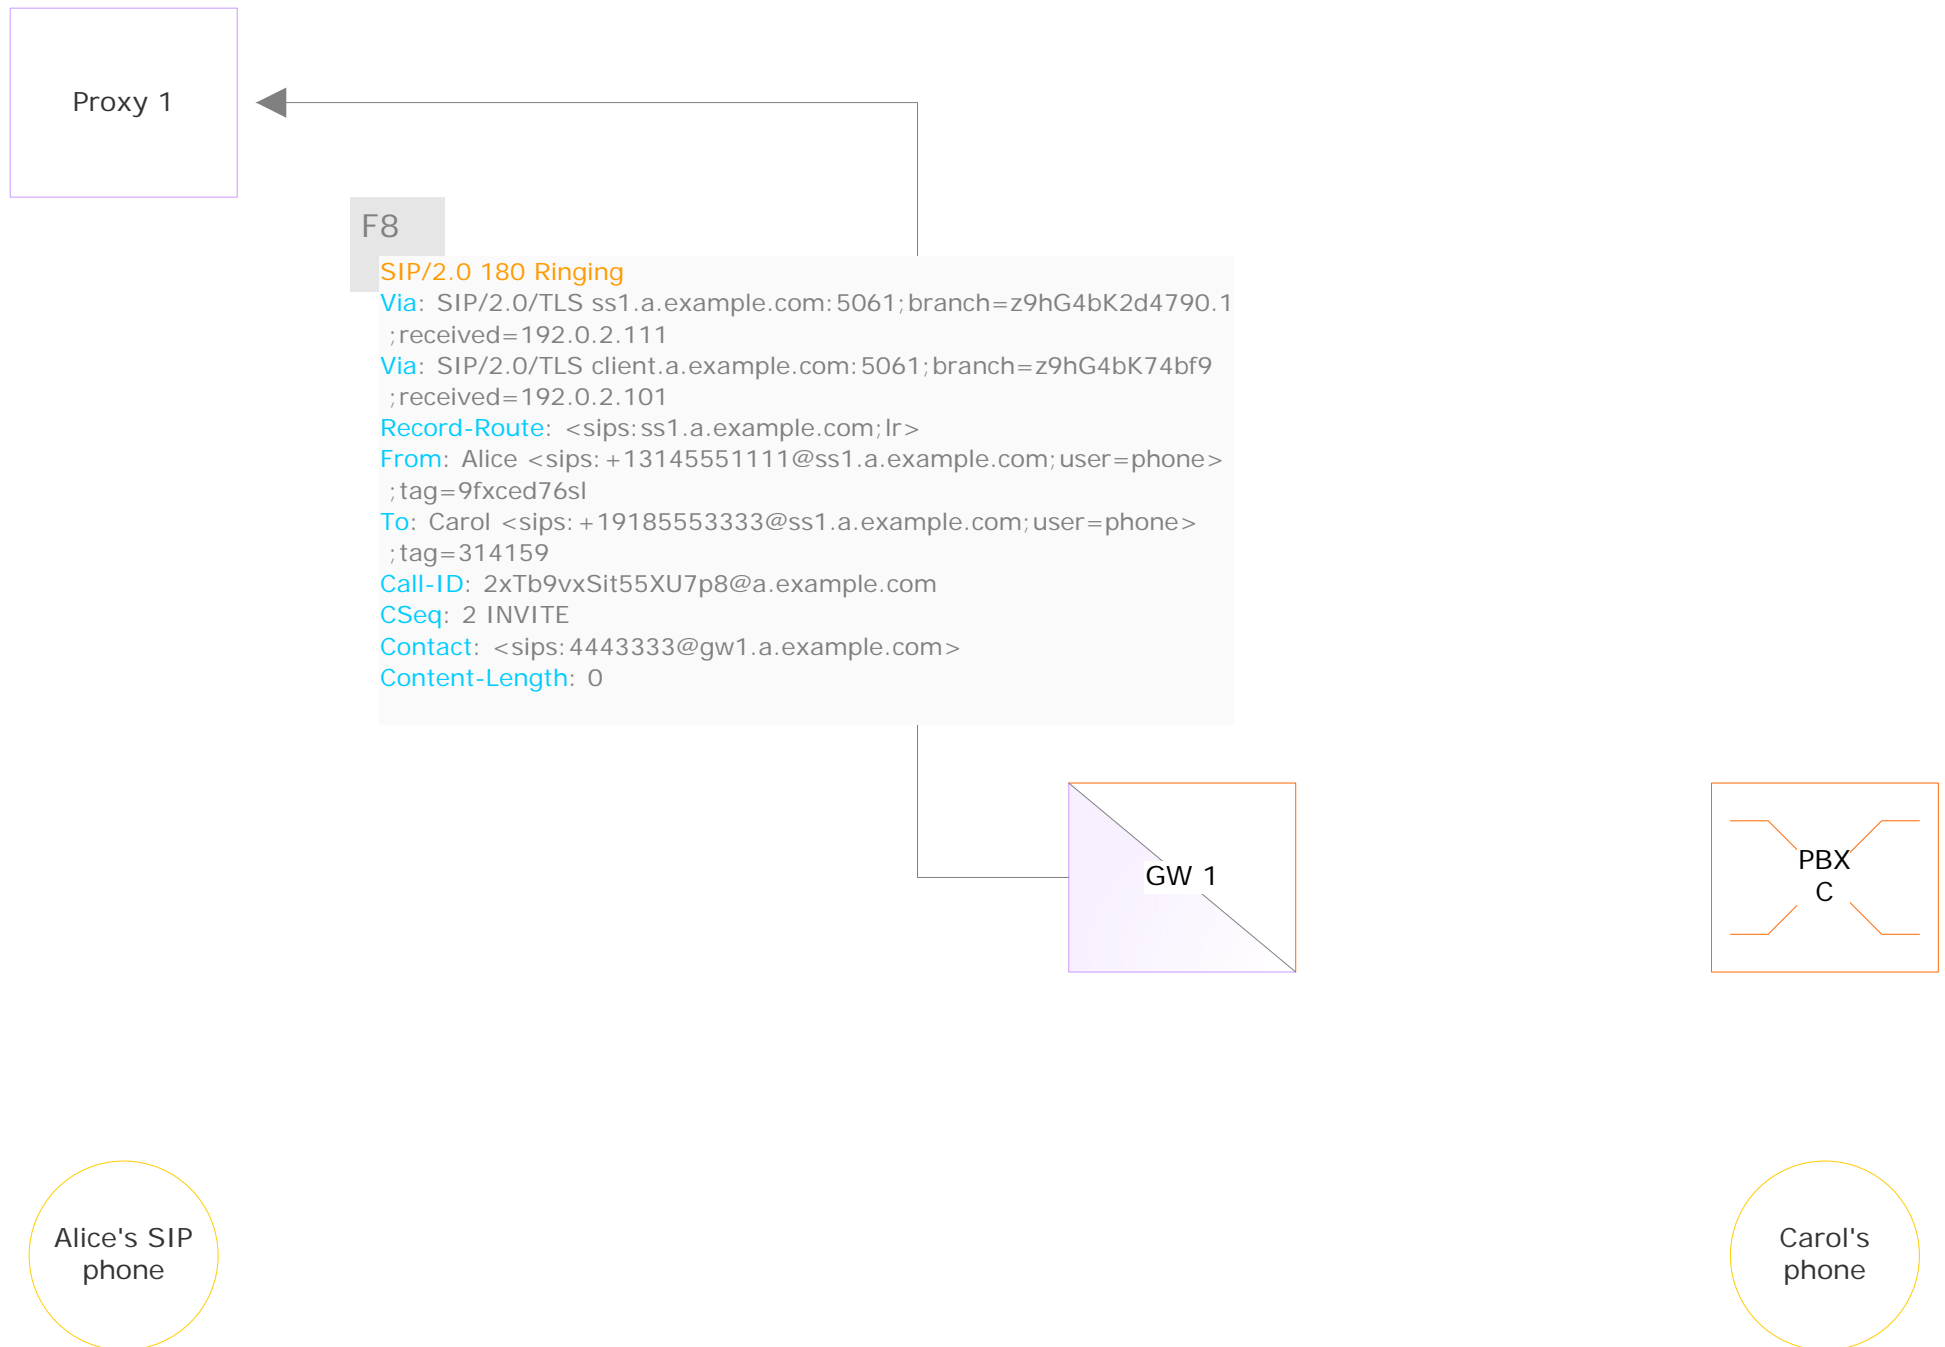 Proxy 1
F8
SIP/2.0 180 Ringing
Via: SIP/2.0/TLS ss1.a.example.com:5061;branch=z9hG4bK2d4790.1
;received=192.0.2.111
Via: SIP/2.0/TLS client.a.example.com:5061;branch=z9hG4bK74bf9
;received=192.0.2.101
Record-Route: <sips:ss1.a.example.com;lr>
From: Alice <sips:+13145551111@ss1.a.example.com;user=phone>
;tag=9fxced76sl
To: Carol <sips:+19185553333@ss1.a.example.com;user=phone>
;tag=314159
Call-ID: 2xTb9vxSit55XU7p8@a.example.com
CSeq: 2 INVITE
Contact: <sips:4443333@gw1.a.example.com>
Content-Length: 0
GW 1
PBX
C
Alice's SIP
phone
Carol's
phone